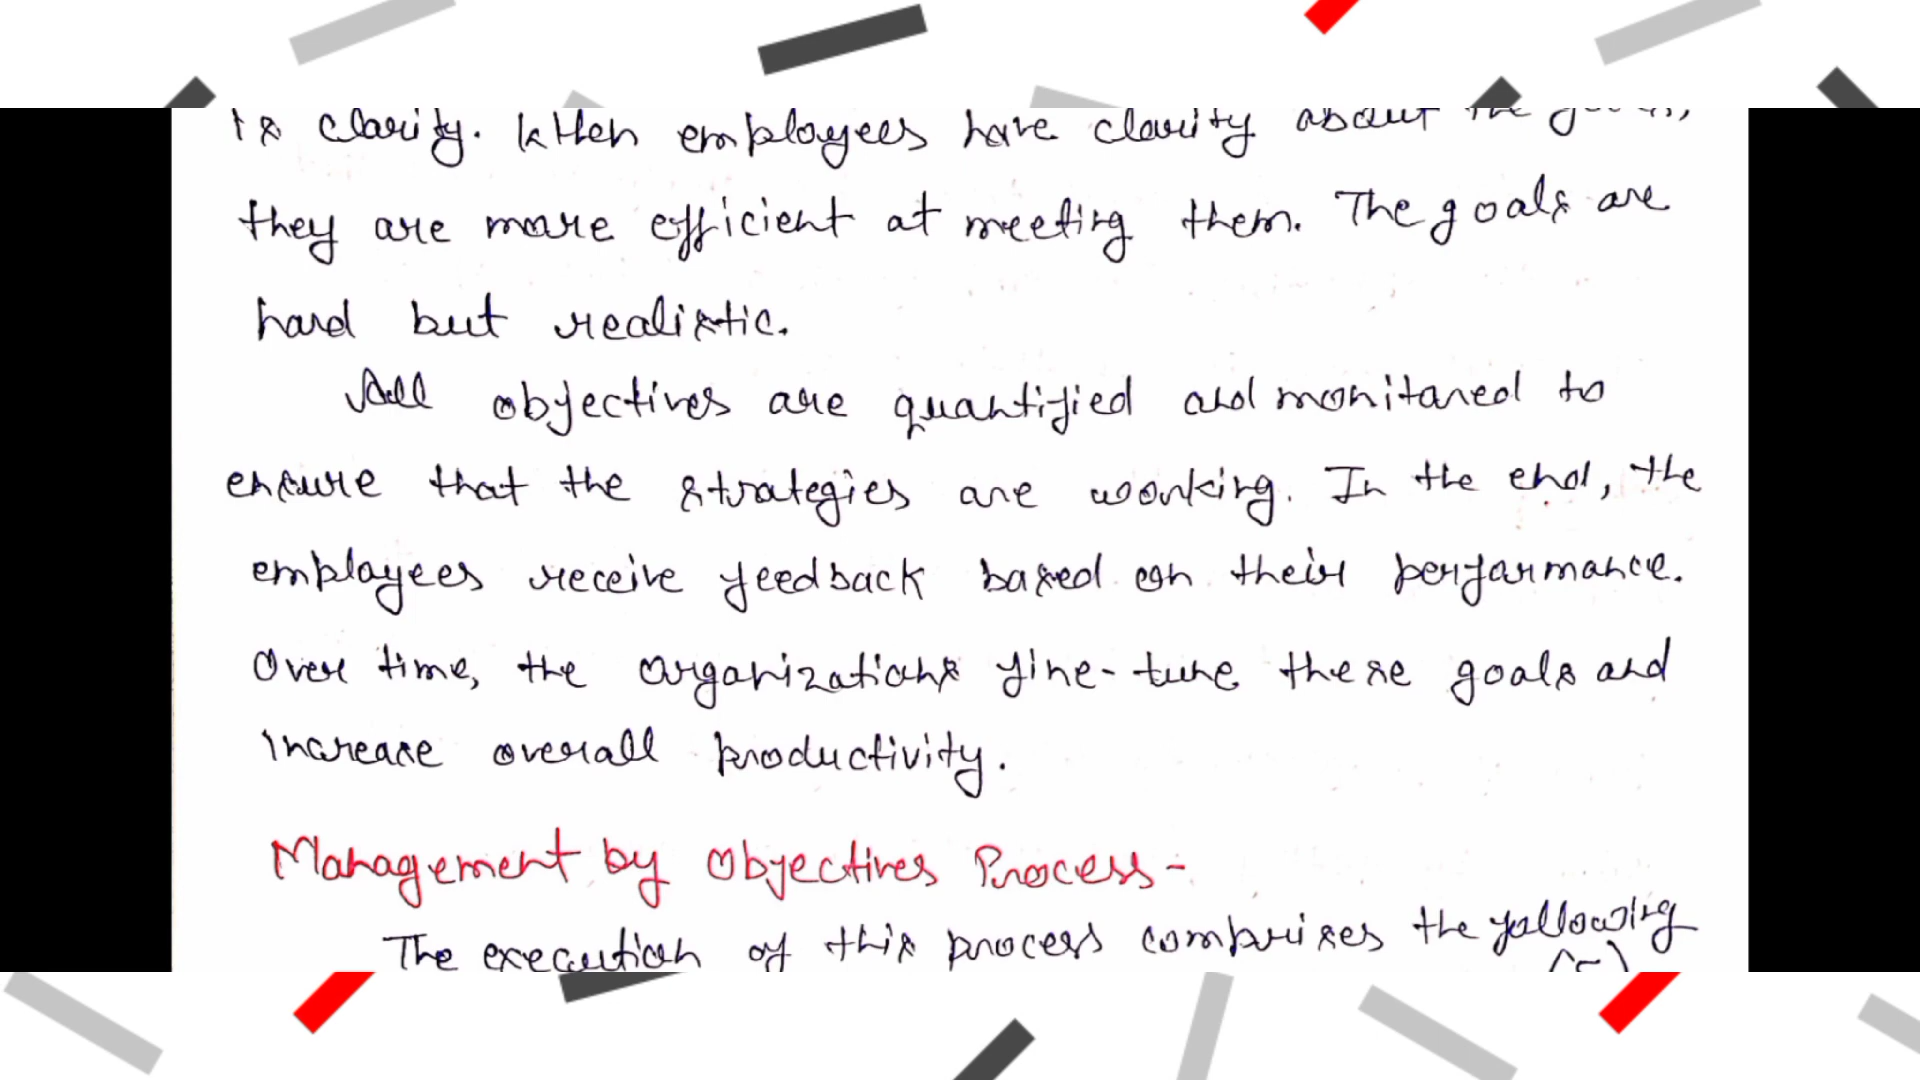 is clarity. When employees have clarity about the goals,
they are more efficient at meeting them. The goals are
hard but realistic.
All objectives are quantified and monitored to
ensure that the strategies are working. In the end, the
employees receive feedback based on their performance.
Over time, the organizations fine-tune these goals and
increase overall productivity.
Management by Objectives Process-
The execution of this process comprises the following